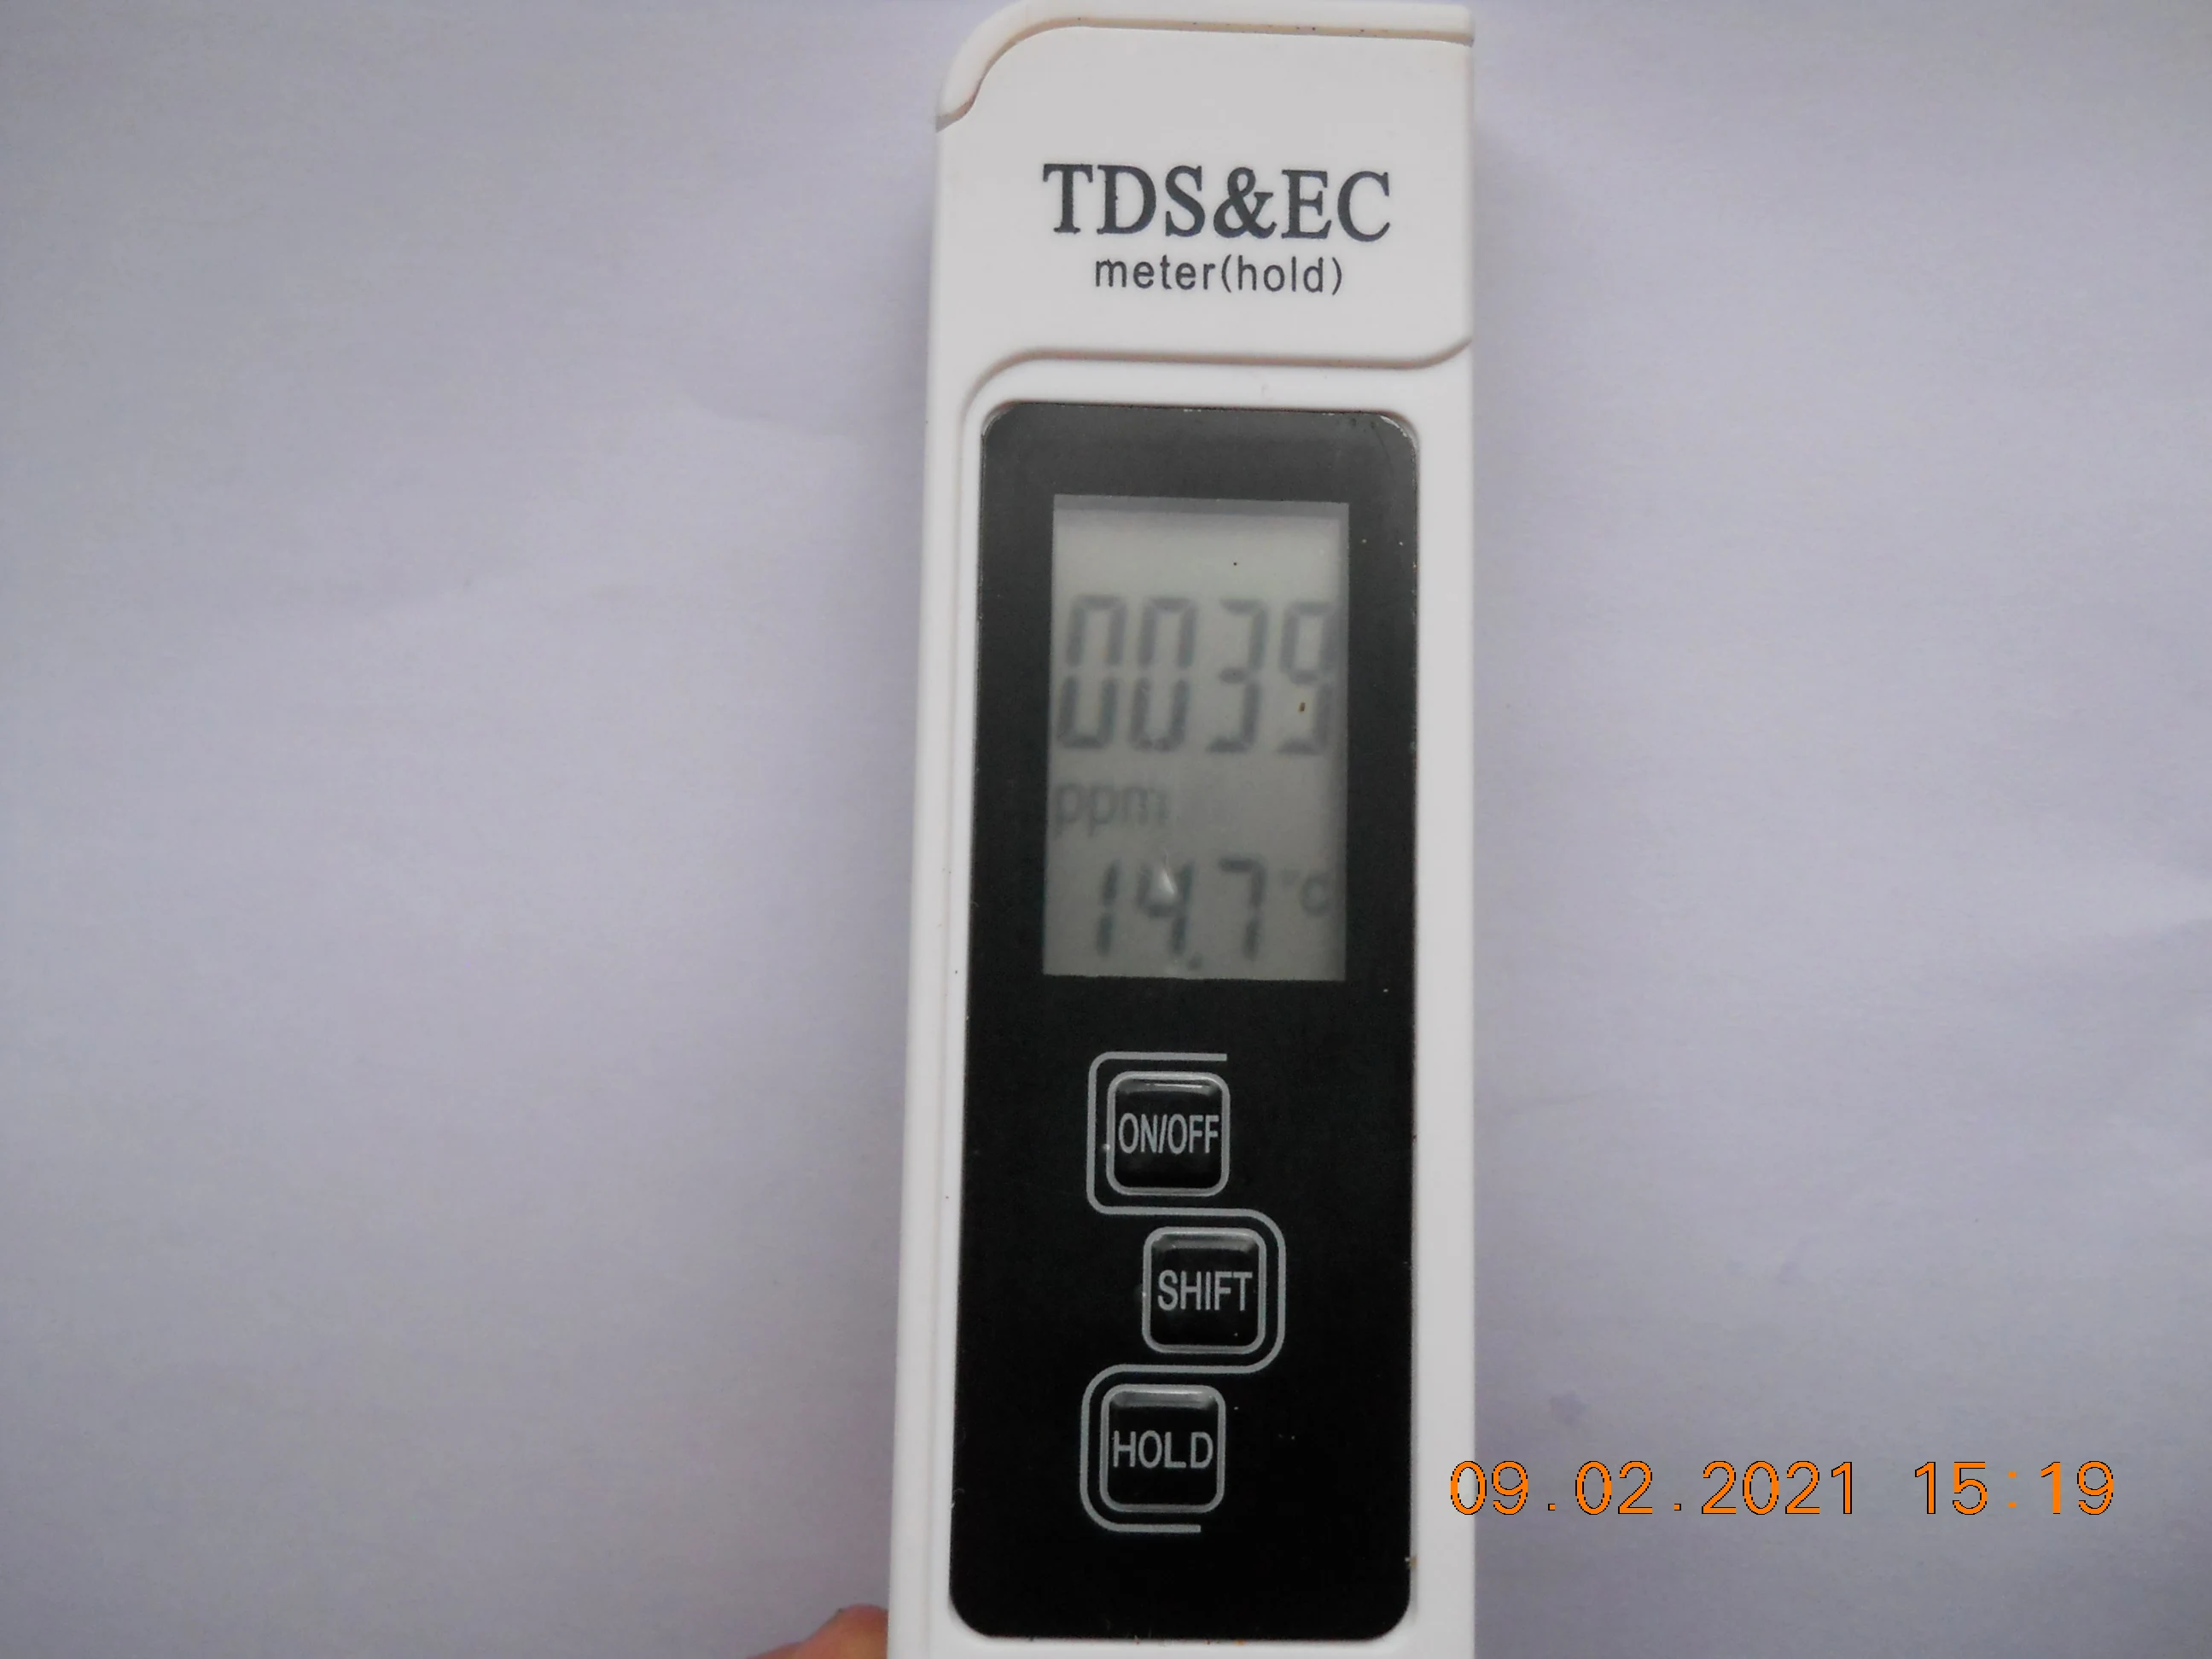 TDS&EC
meter(hold)
0039
ppm
14.7 °C
ON/OFF
SHIFT
HOLD
09.02.2021 15:19